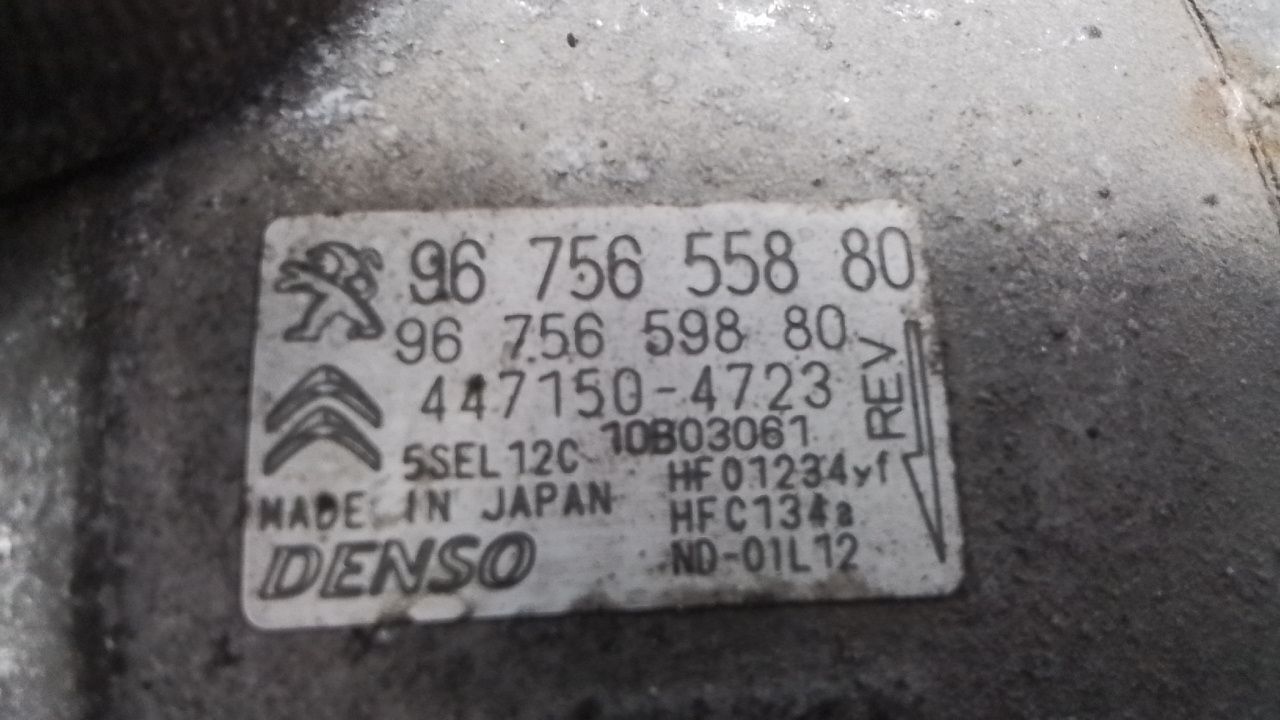 96 756 558 80
96 756 598 80
447150-4723
5SEL12C 10B03061
REV
HF01234yf
MADE IN JAPAN
HFC134a
DENSO
ND-OIL12